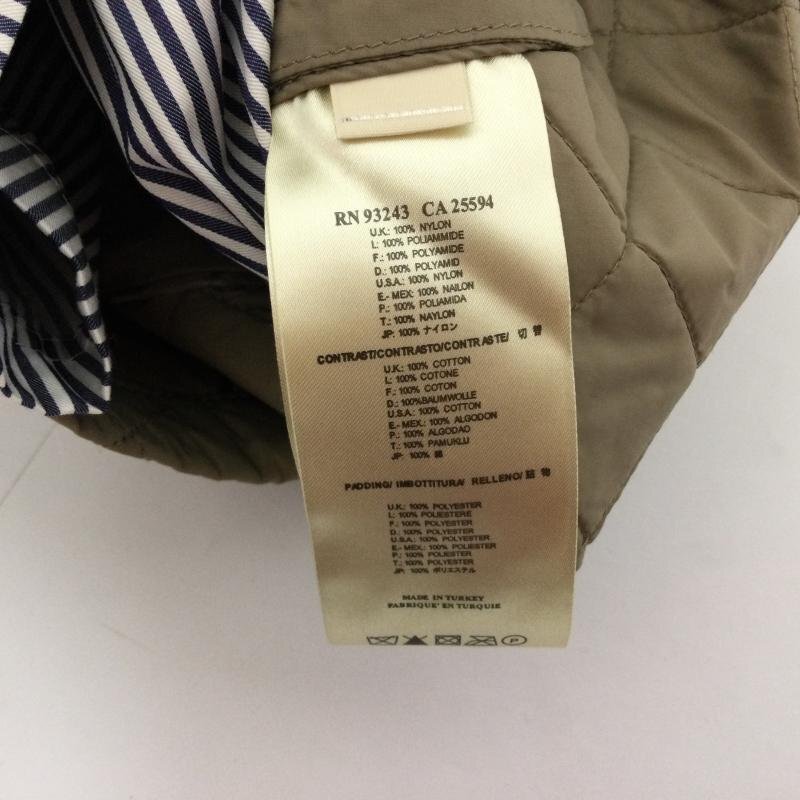 RN 93243 CA 25594
U.K.: 100% NYLON
I.: 100% POLIAMMIDE
F.: 100% POLYAMIDE
D.: 100% POLYAMID
U.S.A.: 100% NYLON
E.- MEX: 100% NAILON
P.: 100% POLIAMIDA
T.: 100% NAYLON
JP: 100% ナイロン
CONTRAST/CONTRASTO/CONTRASTE/ 切替
U.K.: 100% COTTON
I.: 100% COTONE
F.: 100% COTON
D.: 100%BAUMWOLLE
U.S.A.: 100% COTTON
E.- MEX.: 100% ALGODON
P.: 100% ALGODAO
T.: 100% PAMUKLU
JP: 100% 綿
PADDING/ IMBOTTITURA/ RELLENO/ 詰物
U.K.: 100% POLYESTER
I.: 100% POLIESTERE
F.: 100% POLYESTER
D.: 100% POLYESTER
U.S.A.: 100% POLYESTER
E.- MEX.: 100% POLIESTER
P.: 100% POLIESTER
T.: 100% POLYESTER
JP: 100% ポリエステル
MADE IN TURKEY
FABRIQUE' EN TURQUIE
P